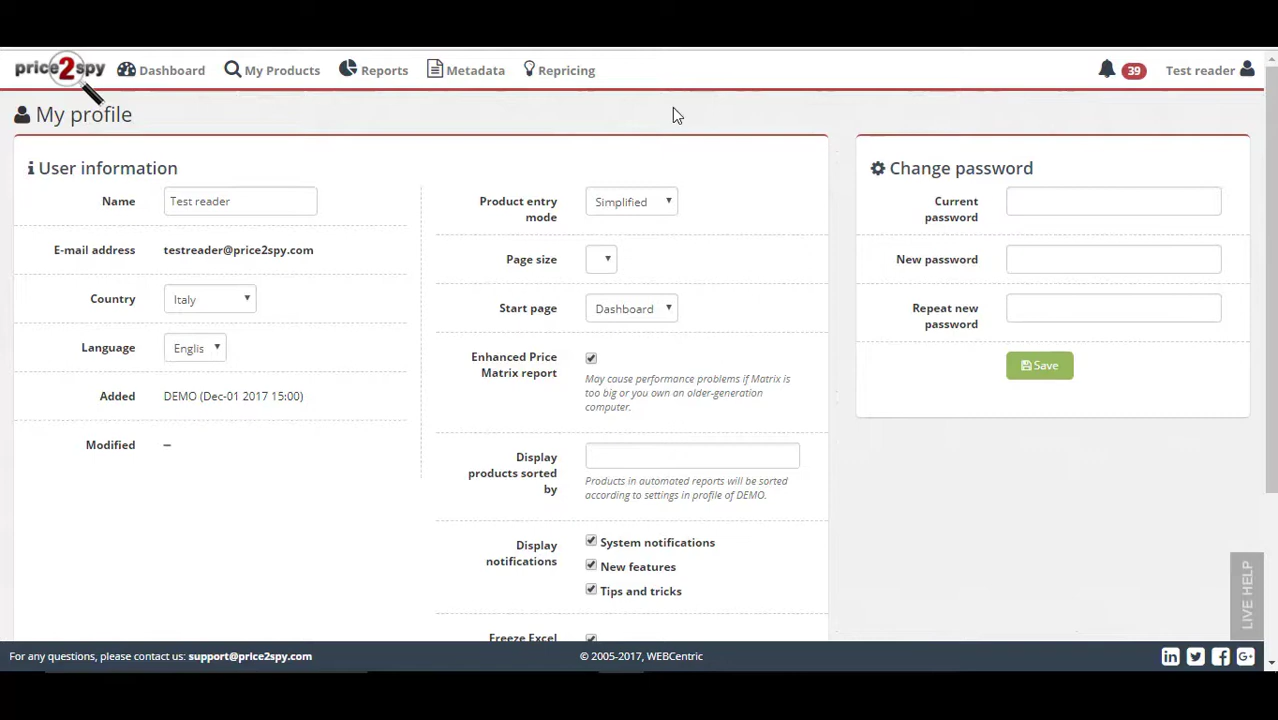 price2spy Dashboard My Products Reports Metadata Repricing 39 Test reader
My profile
User information
Name Test reader
E-mail address testreader@price2spy.com
Country Italy
Language Englis
Added DEMO (Dec-01 2017 15:00)
Modified –
Product entry
mode
Simplified
Page size
Start page Dashboard
Enhanced Price
Matrix report
May cause performance problems if Matrix is
too big or you own an older-generation
computer.
Display
products sorted
by
Products in automated reports will be sorted
according to settings in profile of DEMO.
Display
notifications
System notifications
New features
Tips and tricks
Freeze Excel
Change password
Current
password
New password
Repeat new
password
Save
LIVE HELP
For any questions, please contact us: support@price2spy.com
© 2005-2017, WEBCentric